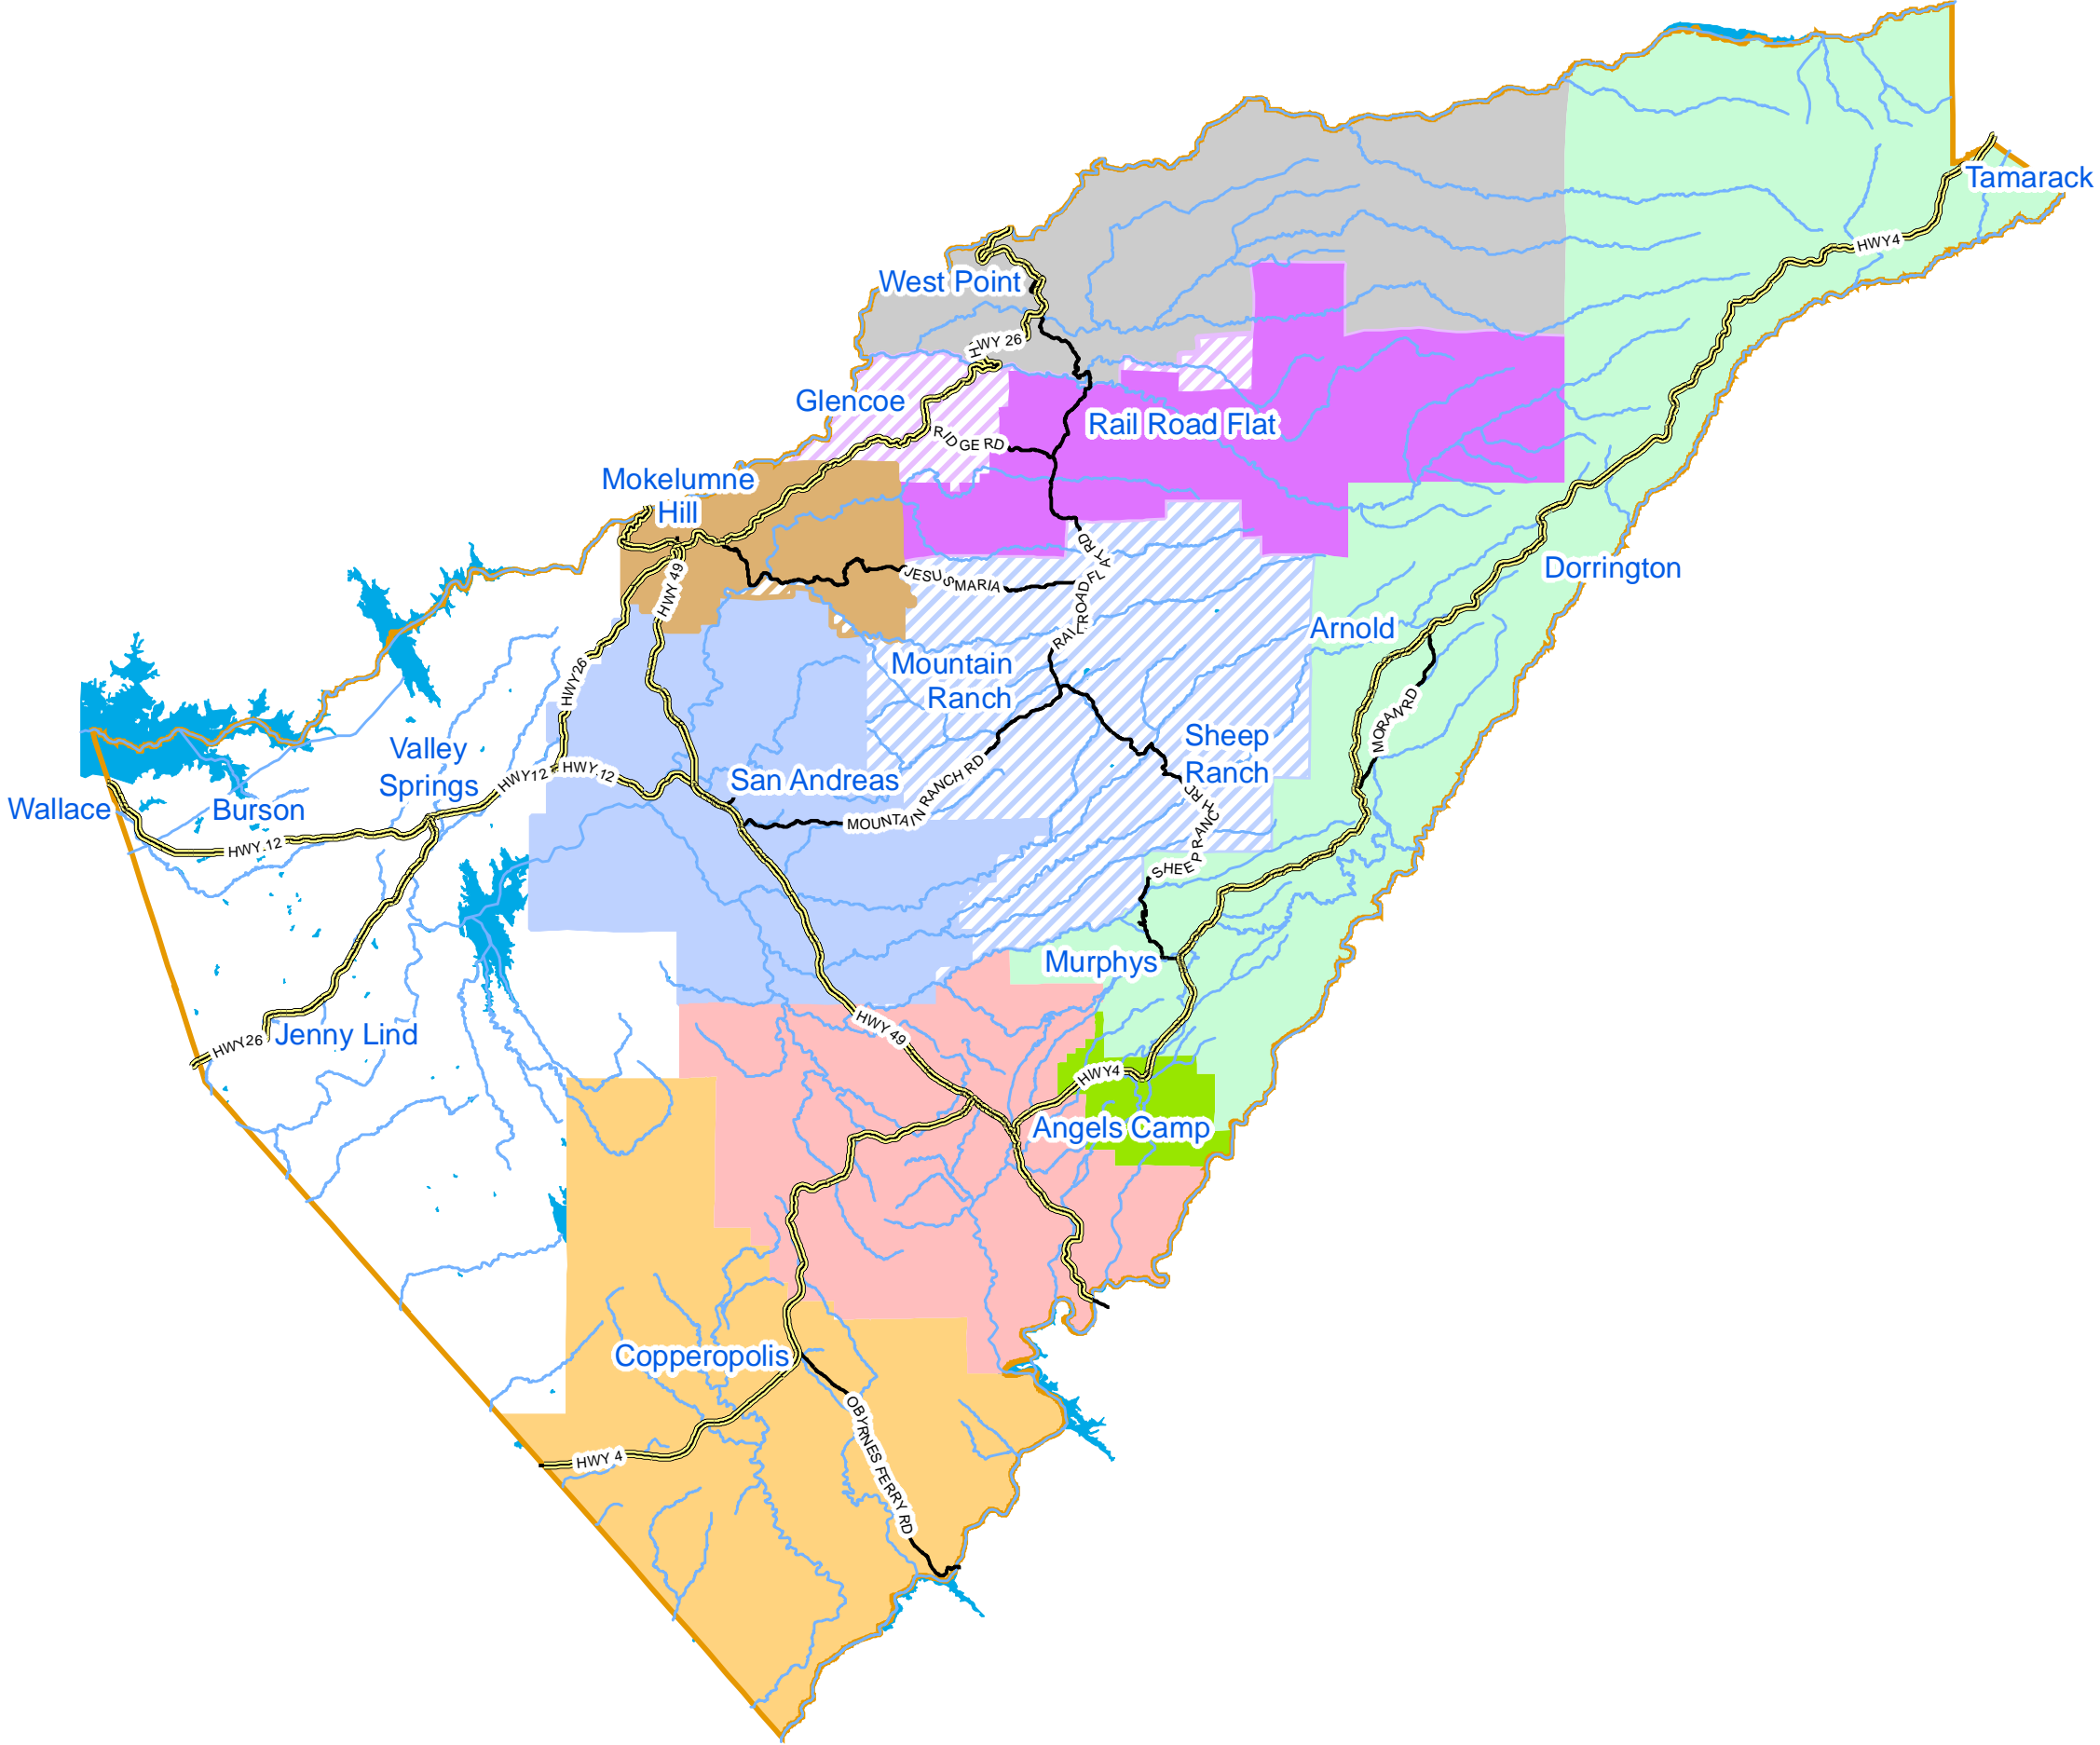 Tamarack
HWY4
West Point
HWY 26
Glencoe
Rail Road Flat
RIDGE RD
Mokelumne
Hill
HWY 49
JESUS MARIA
RAILROAD FLAT RD
Dorrington
Arnold
HWY26
Mountain
Ranch
MORAN RD
Valley
Springs
HWY12
HWY.12
San Andreas
MOUNTAIN RANCH RD
Sheep
Ranch
SHEEP RANCH RD
Wallace
Burson
HWY.12
Murphys
HWY26
Jenny Lind
HWY 49
HWY4
Angels Camp
Copperopolis
OBYRNES FERRY RD
HWY 4